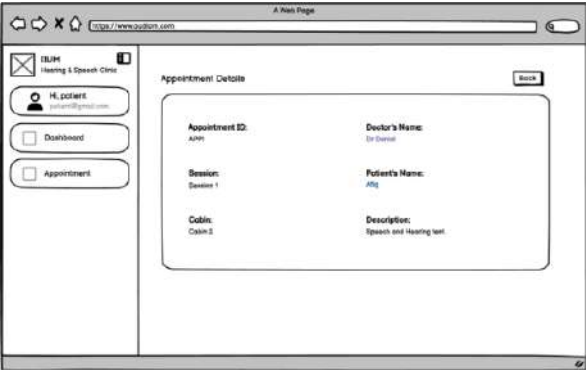 A Web Page
https://www.audism.com
IIUM
Hearing & Speech Clinic
Hi, patient
patient@gmail.com
Dashboard
Appointment
Appointment Details
Back
Appointment ID:
APP1
Doctor's Name:
Dr Danial
Session:
Session 1
Patient's Name:
Afiq
Cabin:
Cabin 2
Description:
Speech and Hearing test.